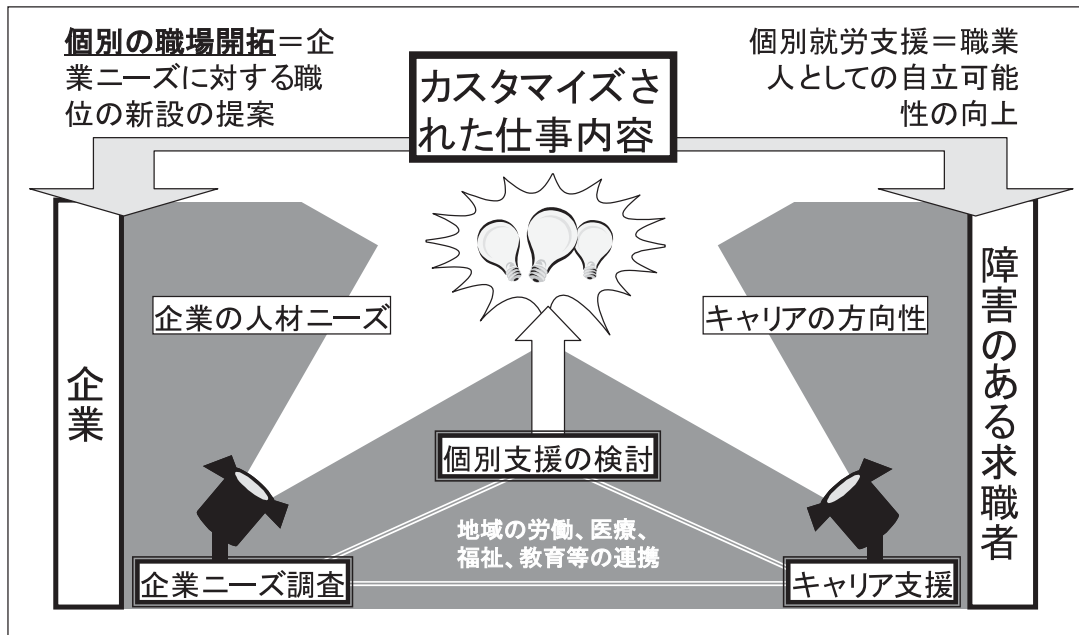 個別の職場開拓＝企
業ニーズに対する職
位の新設の提案
カスタマイズさ
れた仕事内容
個別就労支援＝職業
人としての自立可能
性の向上
企業の人材ニーズ
キャリアの方向性
企業
障害のある求職者
個別支援の検討
地域の労働、医療、
福祉、教育等の連携
企業ニーズ調査
キャリア支援